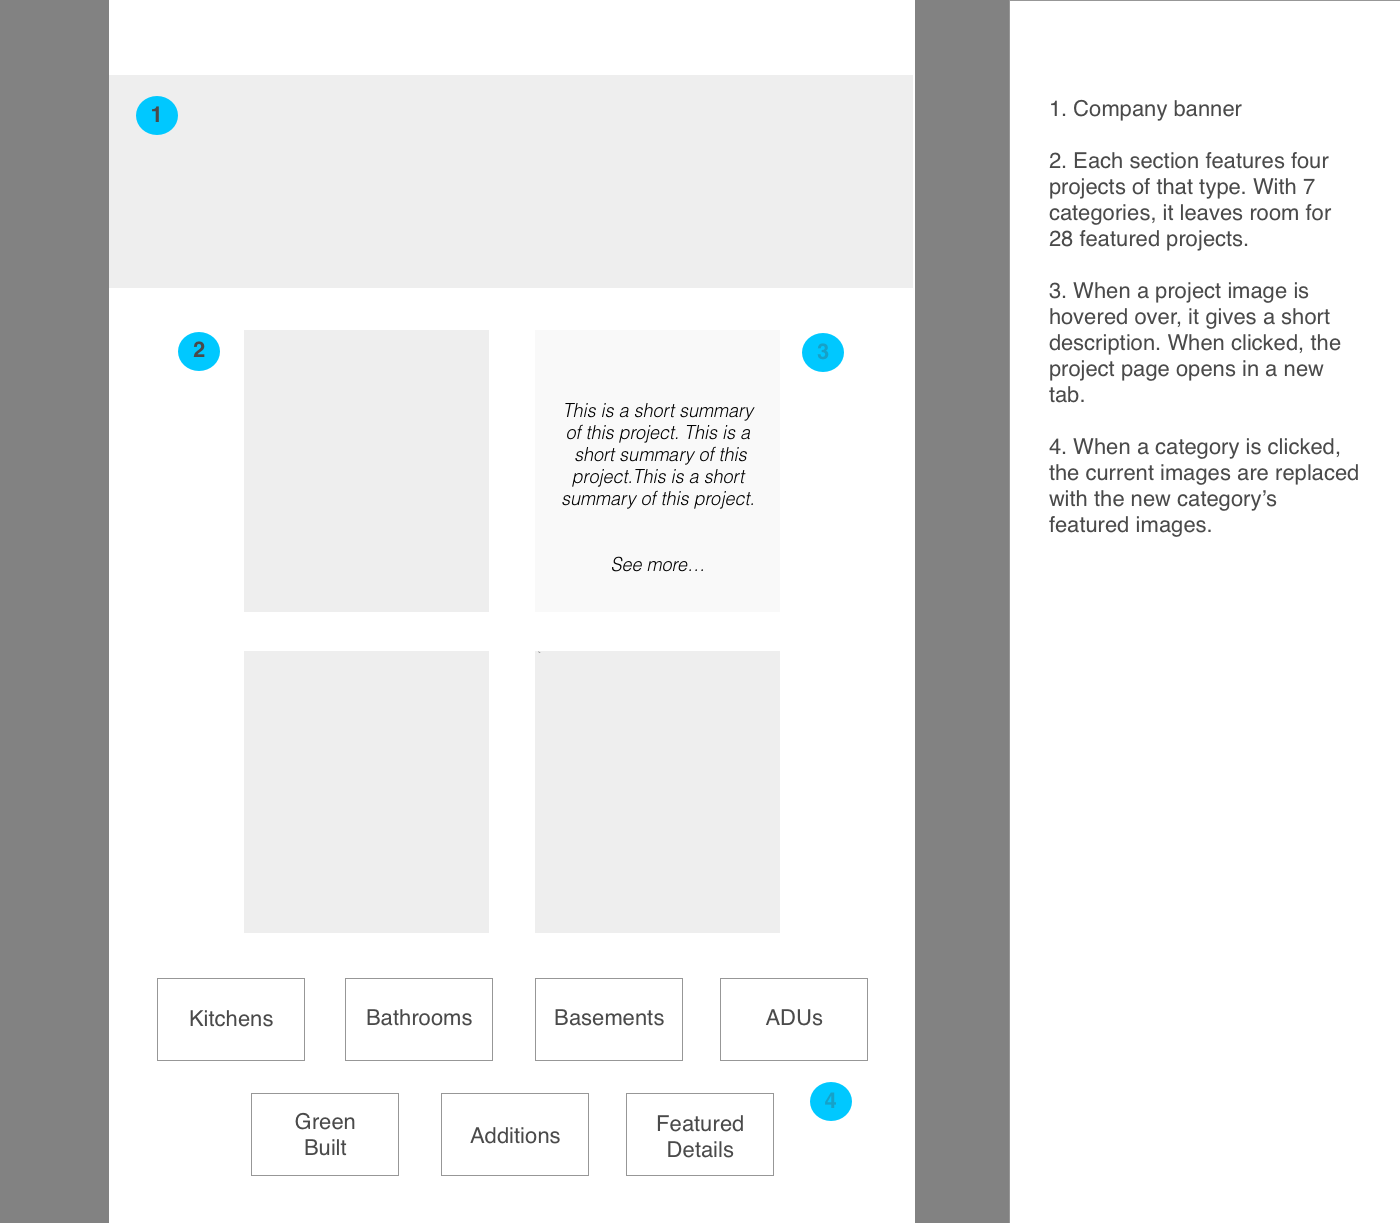 1
2
3
This is a short summary
of this project. This is a
short summary of this
project.This is a short
summary of this project.
See more...
Kitchens
Bathrooms
Basements
ADUs
Green
Built
Additions
Featured
Details
4
1. Company banner
2. Each section features four
projects of that type. With 7
categories, it leaves room for
28 featured projects.
3. When a project image is
hovered over, it gives a short
description. When clicked, the
project page opens in a new
tab.
4. When a category is clicked,
the current images are replaced
with the new category’s
featured images.